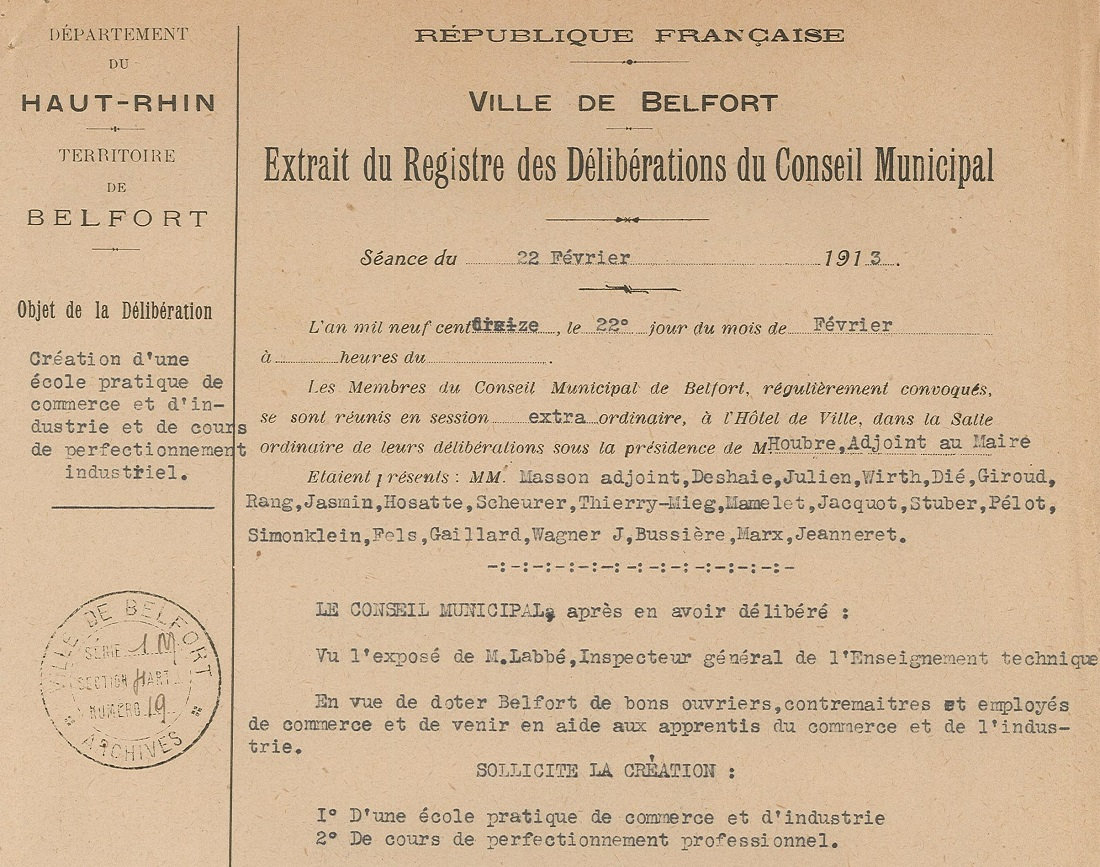 DÉPARTEMENT
DU
HAUT-RHIN
TERRITOIRE
DE
BELFORT
Objet de la Délibération
Création d'une
école pratique de
commerce et d'in-
dustrie et de cours
de perfectionnement
industriel.
VILLE DE BELFORT
SÉRIE 1 M
SECTION HART
NUMÉRO 19
ARCHIVES
RÉPUBLIQUE FRANÇAISE
VILLE DE BELFORT
Extrait du Registre des Délibérations du Conseil Municipal
Séance du 22 Février 1913.
L'an mil neuf cent treize, le 22° jour du mois de Février
à heures du .
Les Membres du Conseil Municipal de Belfort, régulièrement convoqués,
se sont réunis en session extra ordinaire, à l'Hôtel de Ville, dans la Salle
ordinaire de leurs délibérations sous la présidence de M. Houbre,Adjoint au Maire
Etaient présents : MM. Masson adjoint,Deshaie,Julien,Wirth,Dié,Giroud,
Rang,Jasmin,Hosatte,Scheurer,Thierry-Mieg,Mamelet,Jacquot,Stuber,Pélot,
Simonklein,Fels,Gaillard,Wagner J,Bussière,Marx,Jeanneret.
-:-:-:-:-:-:-:-:-:-:-:-
LE CONSEIL MUNICIPAL, après en avoir délibéré :
Vu l'exposé de M.Labbé,Inspecteur général de l'Enseignement technique
En vue de doter Belfort de bons ouvriers,contremaitres et employés
de commerce et de venir en aide aux apprentis du commerce et de l'indus-
trie.
SOLLICITE LA CRÉATION :
I° D'une école pratique de commerce et d'industrie
2° De cours de perfectionnement professionnel.